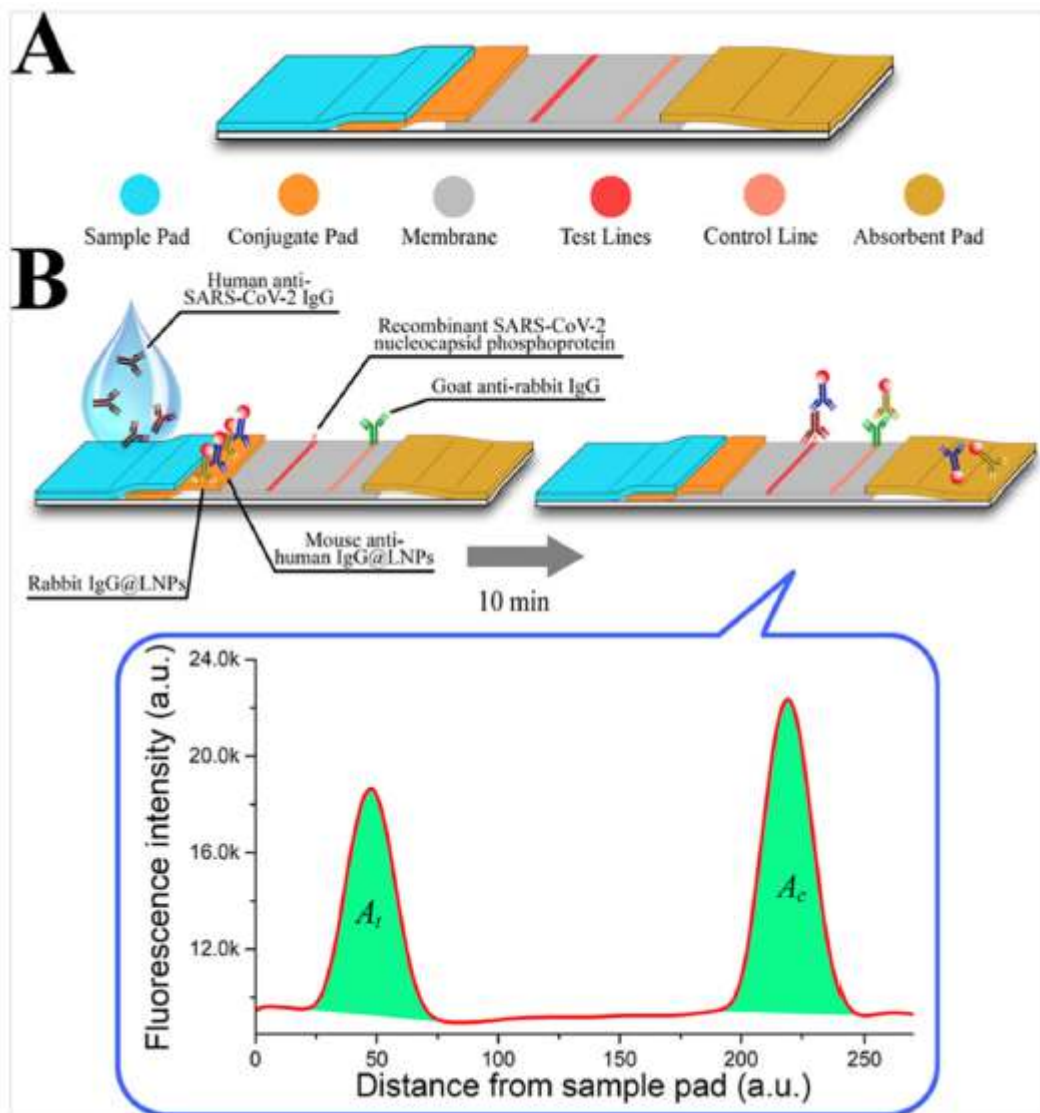 A
Sample Pad
Conjugate Pad
Membrane
Test Lines
Control Line
Absorbent Pad
B
Human anti-
SARS-CoV-2 IgG
Recombinant SARS-CoV-2
nucleocapsid phosphoprotein
Goat anti-rabbit IgG
Mouse anti-
human IgG@LNPs
Rabbit IgG@LNPs
10 min
Fluorescence intensity (a.u.)
24.0k
20.0k
16.0k
12.0k
At
Ac
0
50
100
150
200
250
Distance from sample pad (a.u.)